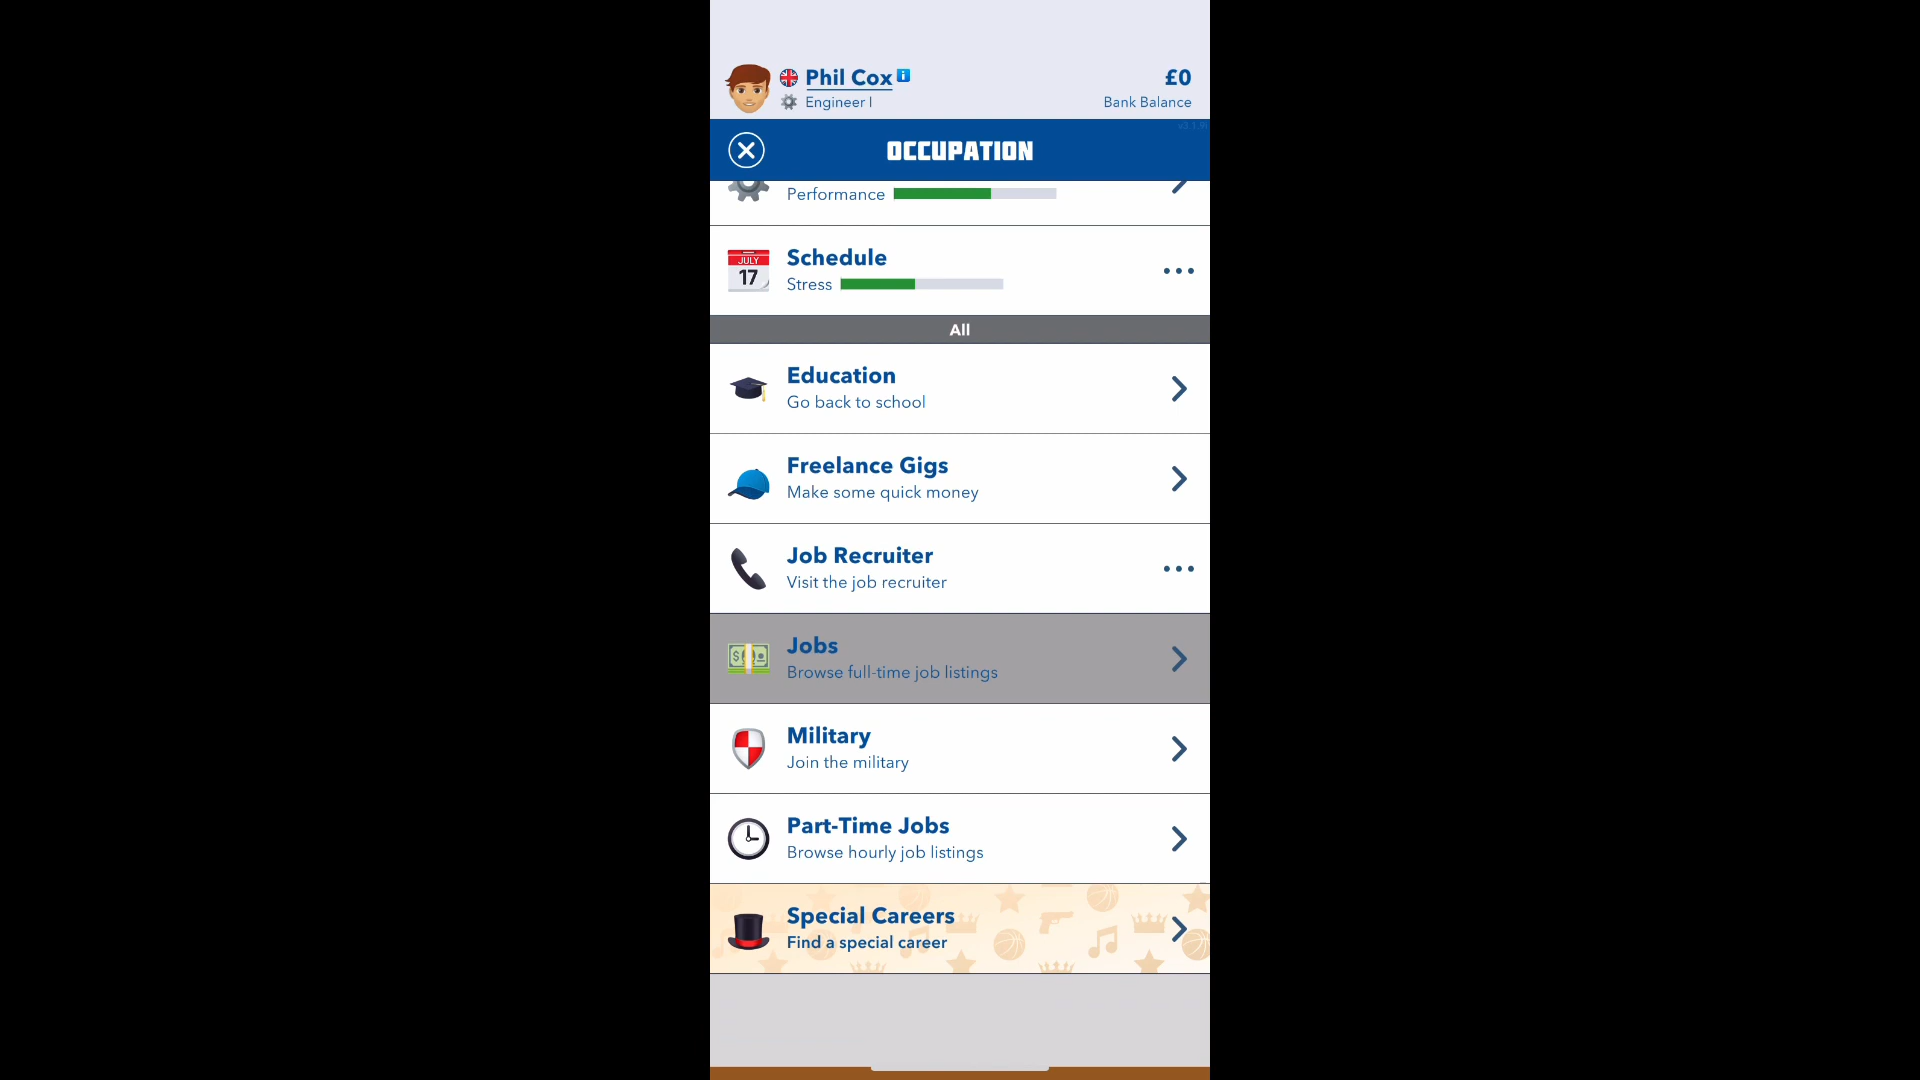 Phil Cox
£0
Engineer I
Bank Balance
OCCUPATION
Performance
JULY
17
Schedule
Stress
All
Education
Go back to school
Freelance Gigs
Make some quick money
Job Recruiter
Visit the job recruiter
Jobs
Browse full-time job listings
Military
Join the military
Part-Time Jobs
Browse hourly job listings
Special Careers
Find a special career